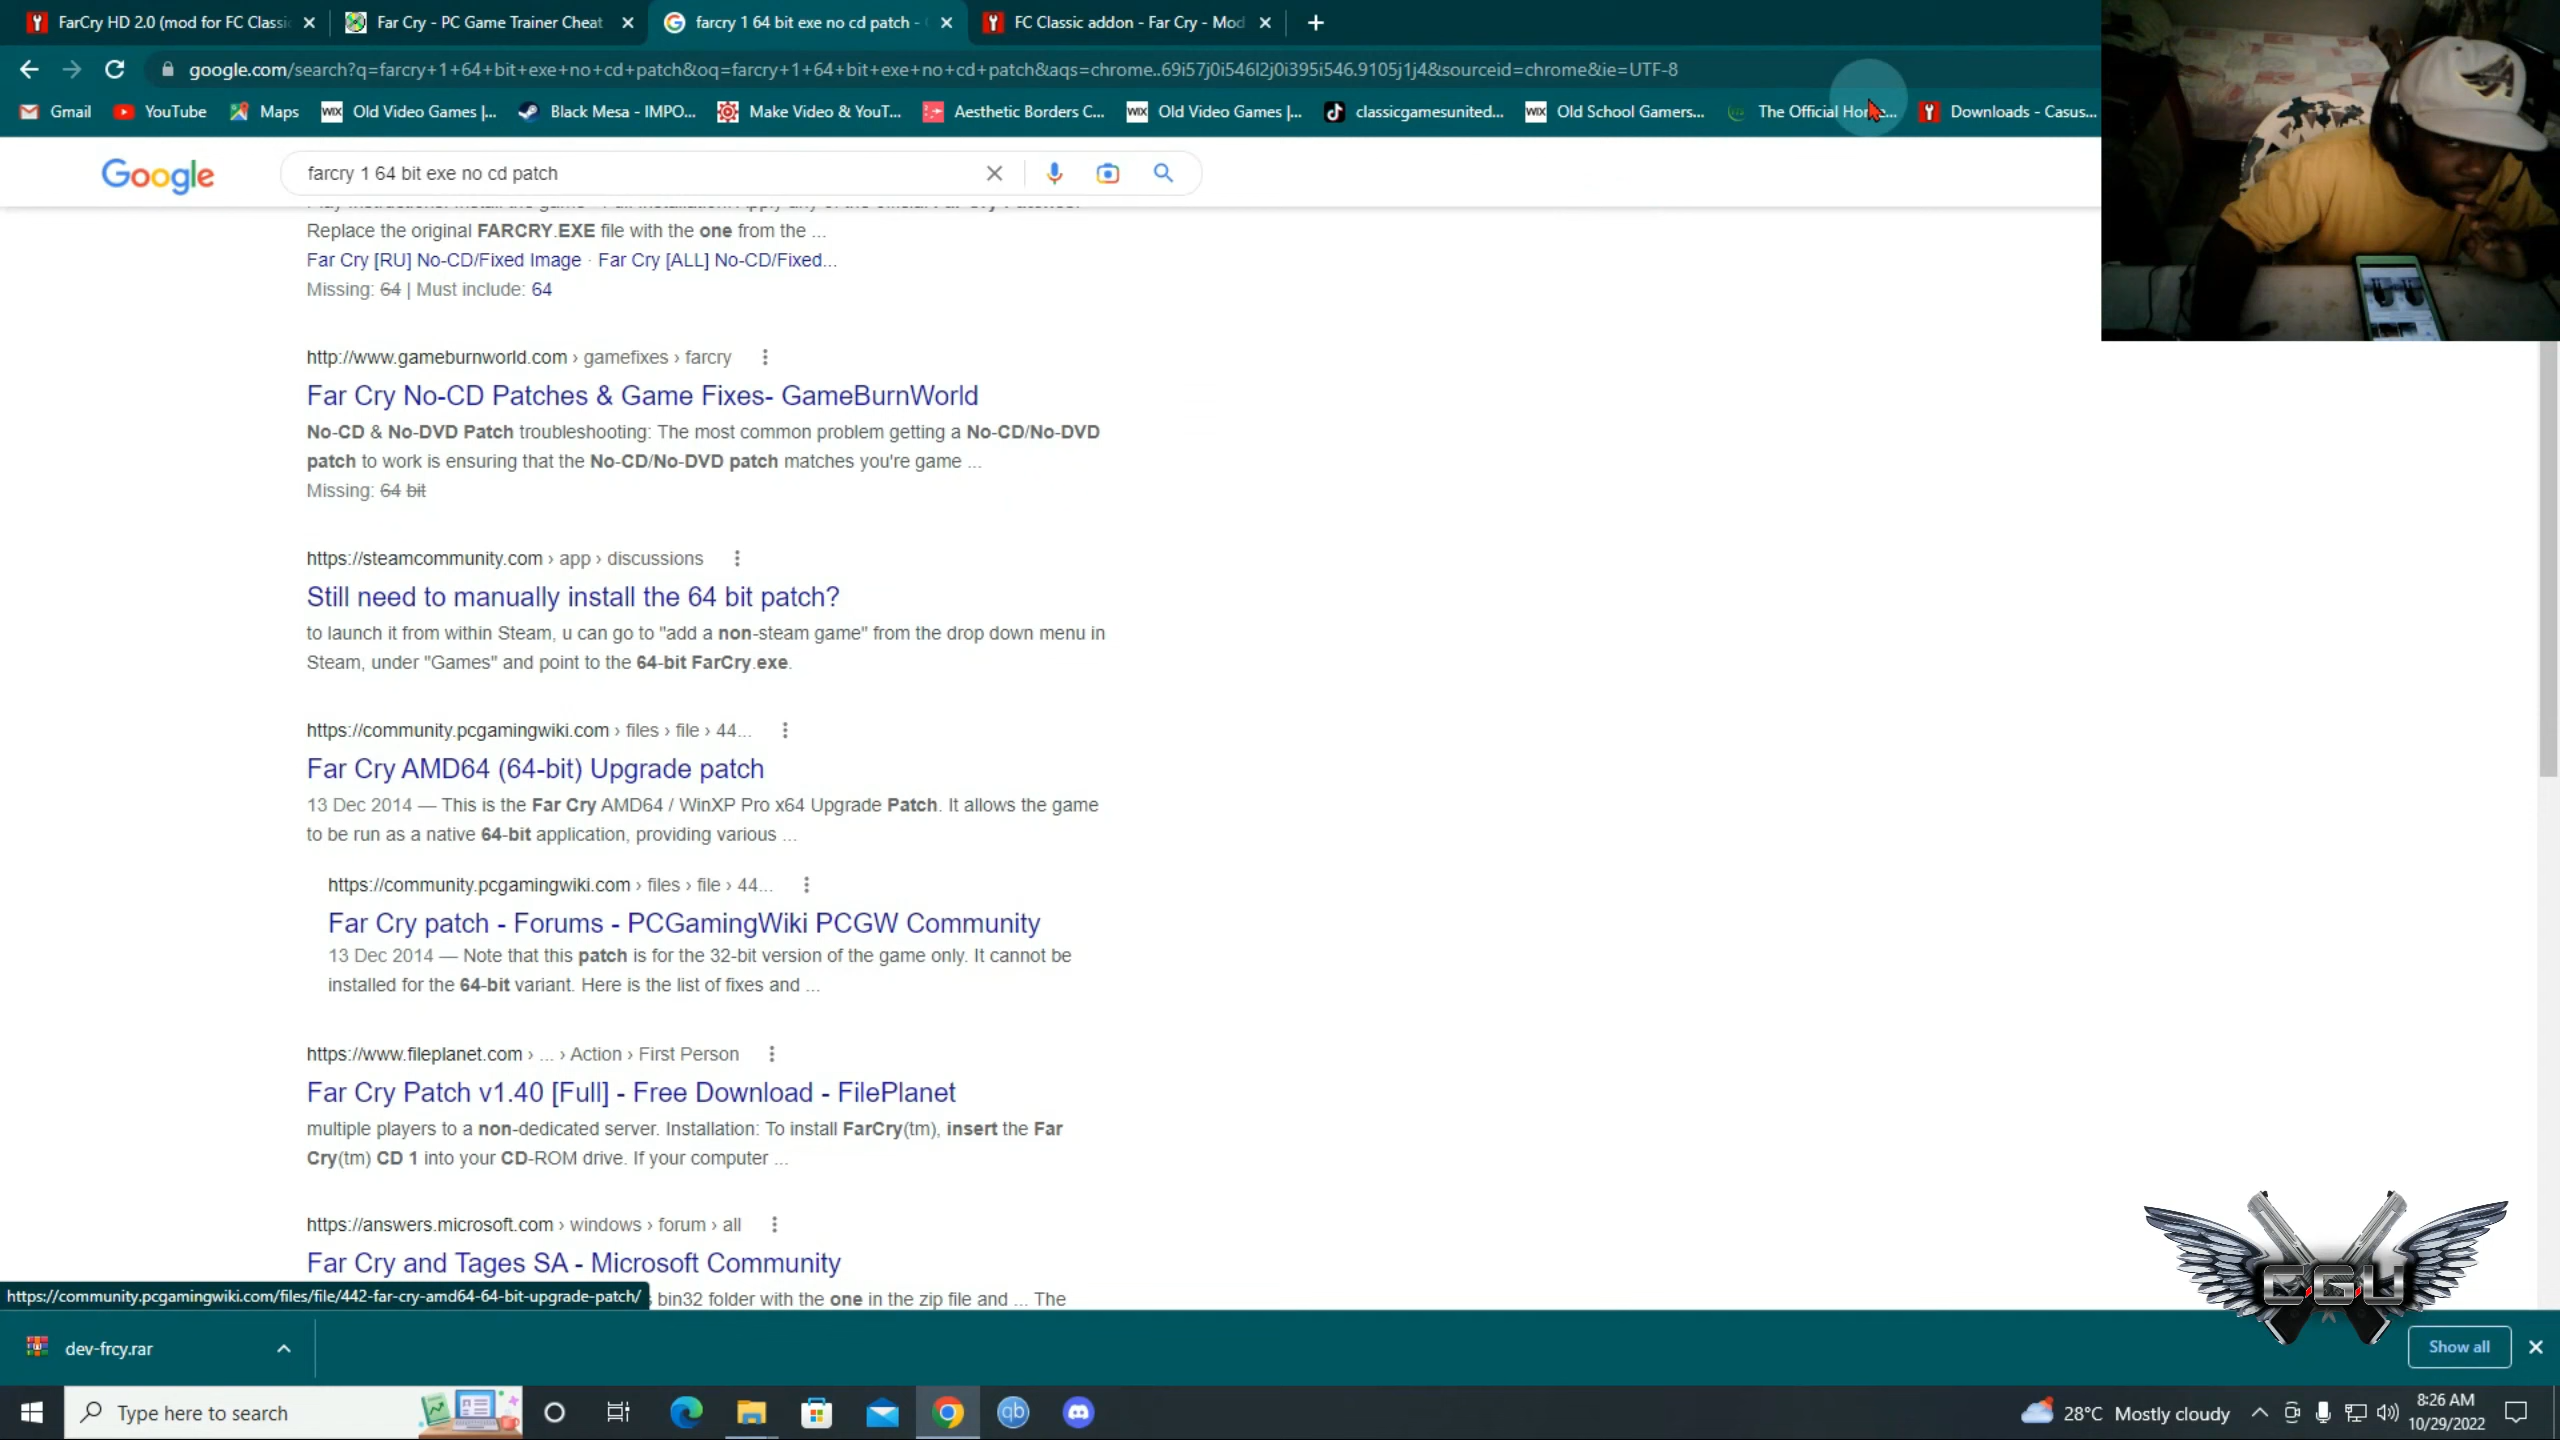 FarCry HD 2.0 (mod for FC Classic
Far Cry - PC Game Trainer Cheat
farcry 1 64 bit exe no cd patch -
FC Classic addon - Far Cry - Mod
google.com/search?q=farcry+1+64+bit+exe+no+cd+patch&oq=farcry+1+64+bit+exe+no+cd+patch&aqs=chrome..69i57j0i546l2j0i395i546.9105j1j4&sourceid=chrome&ie=UTF-8
Gmail YouTube Maps WIX Old Video Games |... Black Mesa - IMPO... Make Video & YouT... Aesthetic Borders C... WIX Old Video Games |... classicgamesunited... WIX Old School Gamers... The Official Ho... Downloads - Casus...
Google
farcry 1 64 bit exe no cd patch
Replace the original FARCRY.EXE file with the one from the ...
Far Cry [RU] No-CD/Fixed Image · Far Cry [ALL] No-CD/Fixed...
Missing: 64 | Must include: 64
http://www.gameburnworld.com › gamefixes › farcry
Far Cry No-CD Patches & Game Fixes- GameBurnWorld
No-CD & No-DVD Patch troubleshooting: The most common problem getting a No-CD/No-DVD
patch to work is ensuring that the No-CD/No-DVD patch matches you're game ...
Missing: 64 bit
https://steamcommunity.com › app › discussions
Still need to manually install the 64 bit patch?
to launch it from within Steam, u can go to "add a non-steam game" from the drop down menu in
Steam, under "Games" and point to the 64-bit FarCry.exe.
https://community.pcgamingwiki.com › files › file › 44...
Far Cry AMD64 (64-bit) Upgrade patch
13 Dec 2014 — This is the Far Cry AMD64 / WinXP Pro x64 Upgrade Patch. It allows the game
to be run as a native 64-bit application, providing various ...
https://community.pcgamingwiki.com › files › file › 44...
Far Cry patch - Forums - PCGamingWiki PCGW Community
13 Dec 2014 — Note that this patch is for the 32-bit version of the game only. It cannot be
installed for the 64-bit variant. Here is the list of fixes and ...
https://www.fileplanet.com › ... › Action › First Person
Far Cry Patch v1.40 [Full] - Free Download - FilePlanet
multiple players to a non-dedicated server. Installation: To install FarCry(tm), insert the Far
Cry(tm) CD 1 into your CD-ROM drive. If your computer ...
https://answers.microsoft.com › windows › forum › all
Far Cry and Tages SA - Microsoft Community
https://community.pcgamingwiki.com/files/file/442-far-cry-amd64-64-bit-upgrade-patch/
bin32 folder with the one in the zip file and ... The
C.G.U
dev-frcy.rar
Show all
Type here to search
qb
28°C Mostly cloudy
8:26 AM
10/29/2022